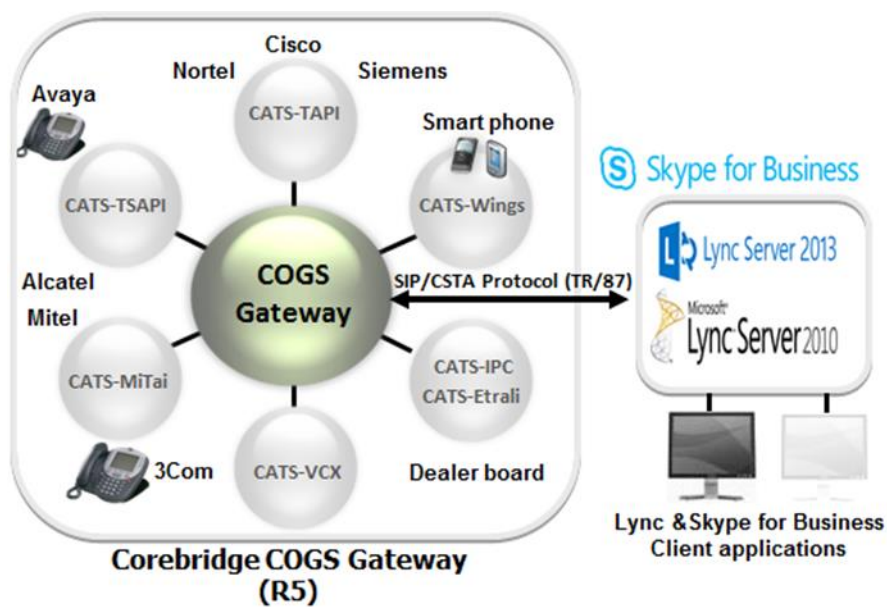 Cisco
Nortel
Siemens
CATS-TAPI
Avaya
Smart phone
CATS-TSAPI
CATS-Wings
COGS
Gateway
SIP/CSTA Protocol (TR/87)
Alcatel
Mitel
CATS-MiTai
CATS-IPC
CATS-Etrali
3Com
CATS-VCX
Dealer board
Corebridge COGS Gateway
(R5)
S Skype for Business
L Lync Server 2013
Microsoft®
Lync Server 2010
Lync &Skype for Business
Client applications